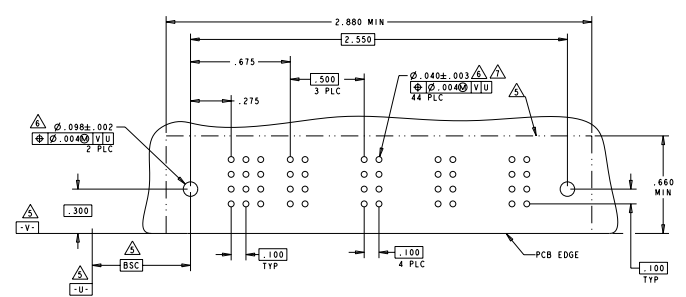 2.880 MIN
2.550
.675
.500
3 PLC
Ø.040±.003 6 7
⌖ Ø.004Ⓜ V U
44 PLC
5
.275
6 Ø.098±.002
⌖ Ø.004Ⓜ V U
2 PLC
.660
MIN
.300
5
-V-
5
BSC
5
-U-
.100
TYP
.100
4 PLC
PCB EDGE
.100
TYP